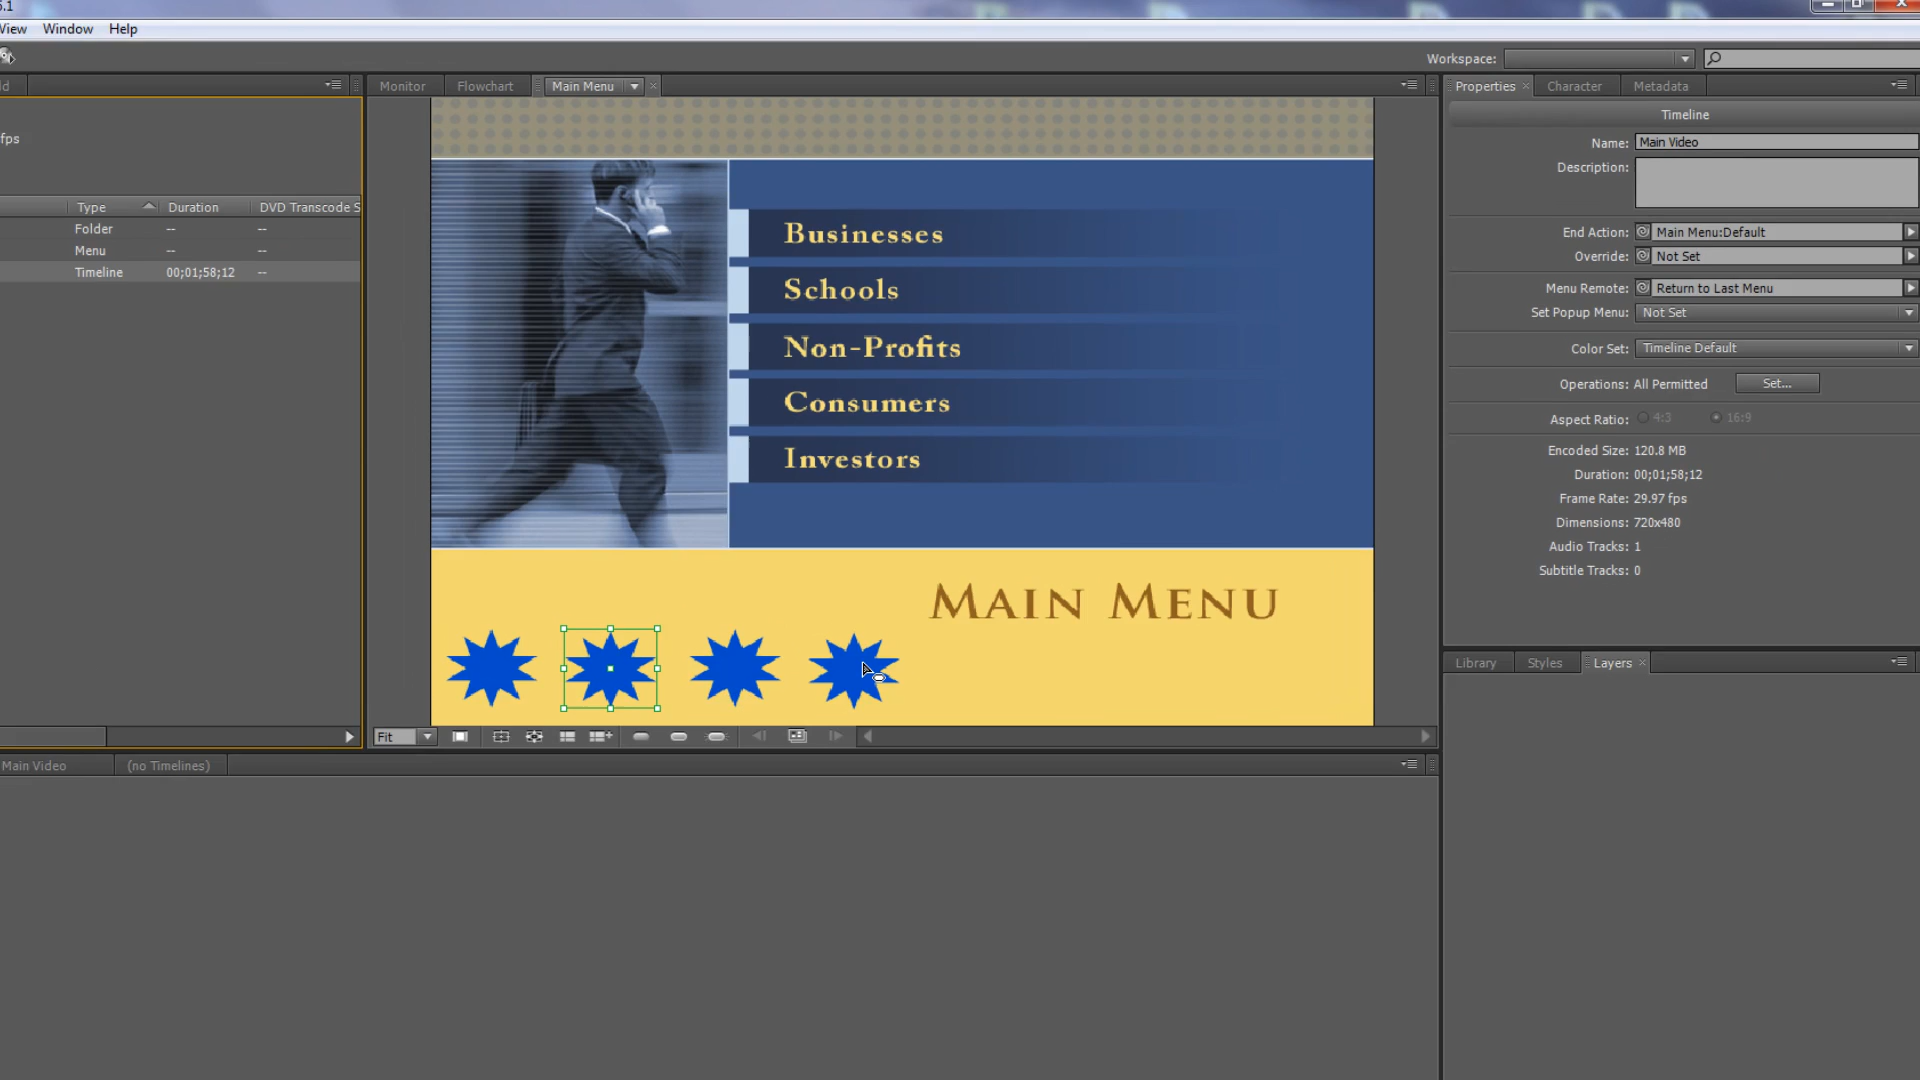 5.1
View Window Help
Workspace:
d
Monitor Flowchart Main Menu
Properties Character Metadata
fps
Timeline
Name: Main Video
Description:
Type Duration DVD Transcode S
Folder -- --
Menu -- --
Timeline 00;01;58;12 --
Businesses
Schools
Non-Profits
Consumers
Investors
Main Menu
End Action: Main Menu:Default
Override: Not Set
Menu Remote: Return to Last Menu
Set Popup Menu: Not Set
Color Set: Timeline Default
Operations: All Permitted Set...
Aspect Ratio: 4:3 16:9
Encoded Size: 120.8 MB
Duration: 00;01;58;12
Frame Rate: 29.97 fps
Dimensions: 720x480
Audio Tracks: 1
Subtitle Tracks: 0
Library Styles Layers
Fit
Main Video (no Timelines)